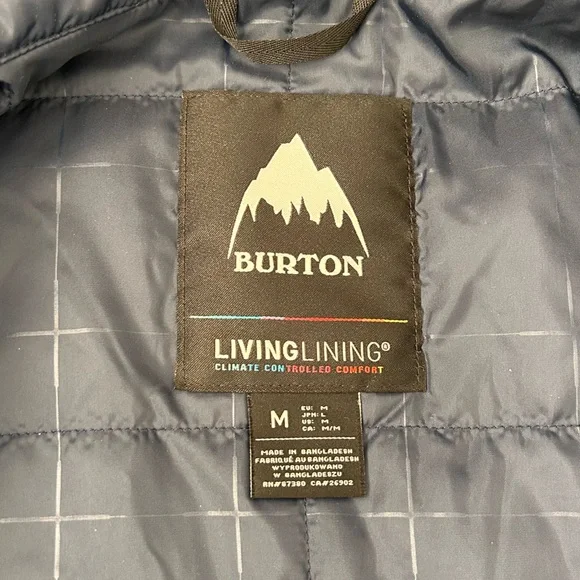 BURTON
LIVINGLINING®
CLIMATE CONTROLLED COMFORT
M
EU: M
JPN: L
US: M
CA: M/M
MADE IN BANGLADESH
FABRIQUÉ AU BANGLADESH
WYPRODUKOWANO
W BANGLADESZU
RN#87380 CA#26902